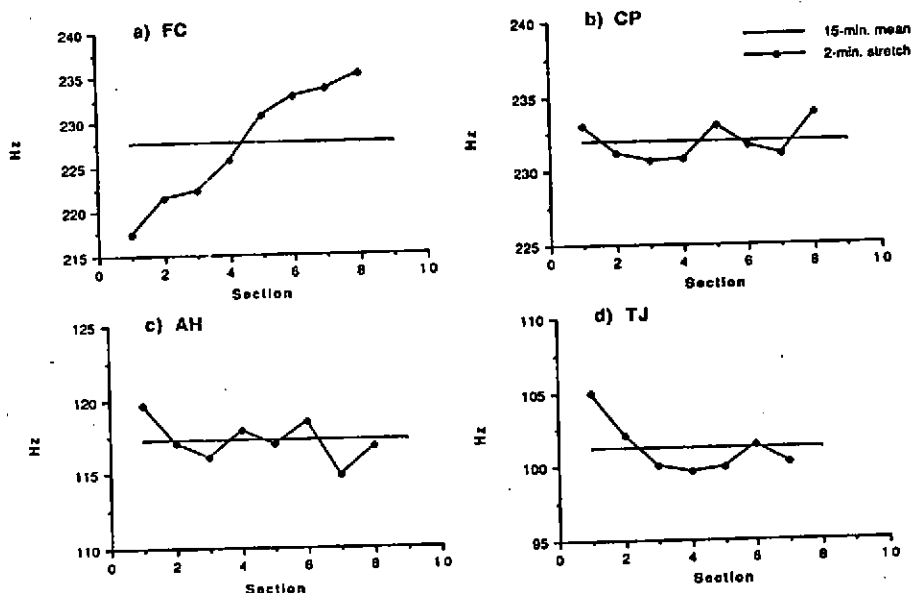 a) FC
240
235
230
225
220
215
Hz
0 2 4 6 8 10
Section
b) CP
15-min. mean
2-min. stretch
240
235
230
225
Hz
0 2 4 6 8 10
Section
c) AH
125
120
115
110
Hz
0 2 4 6 8 10
Section
d) TJ
110
105
100
95
Hz
0 2 4 6 8 10
Section